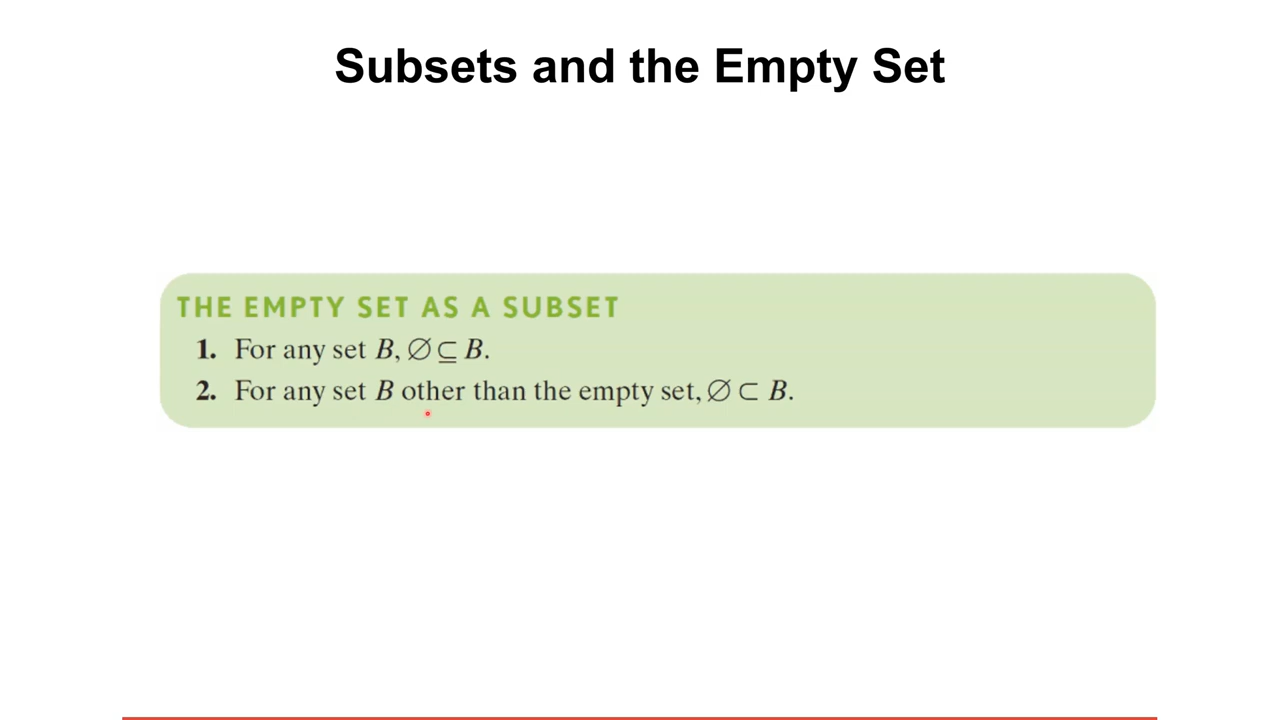 Subsets and the Empty Set
THE EMPTY SET AS A SUBSET
1. For any set B, ∅ ⊆ B.
2. For any set B other than the empty set, ∅ ⊂ B.